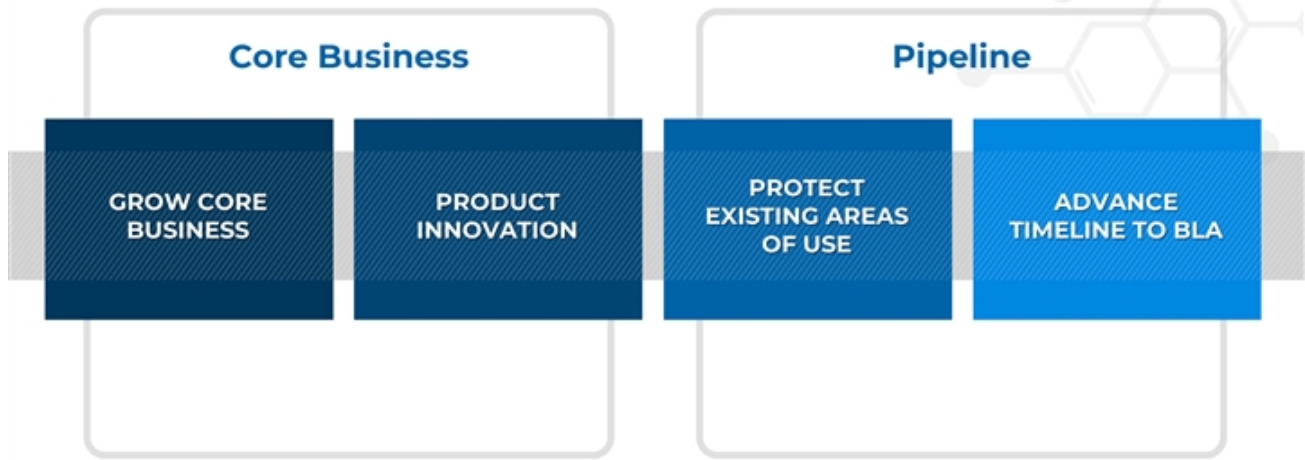 Core Business
Pipeline
GROW CORE
BUSINESS
PRODUCT
INNOVATION
PROTECT
EXISTING AREAS
OF USE
ADVANCE
TIMELINE TO BLA